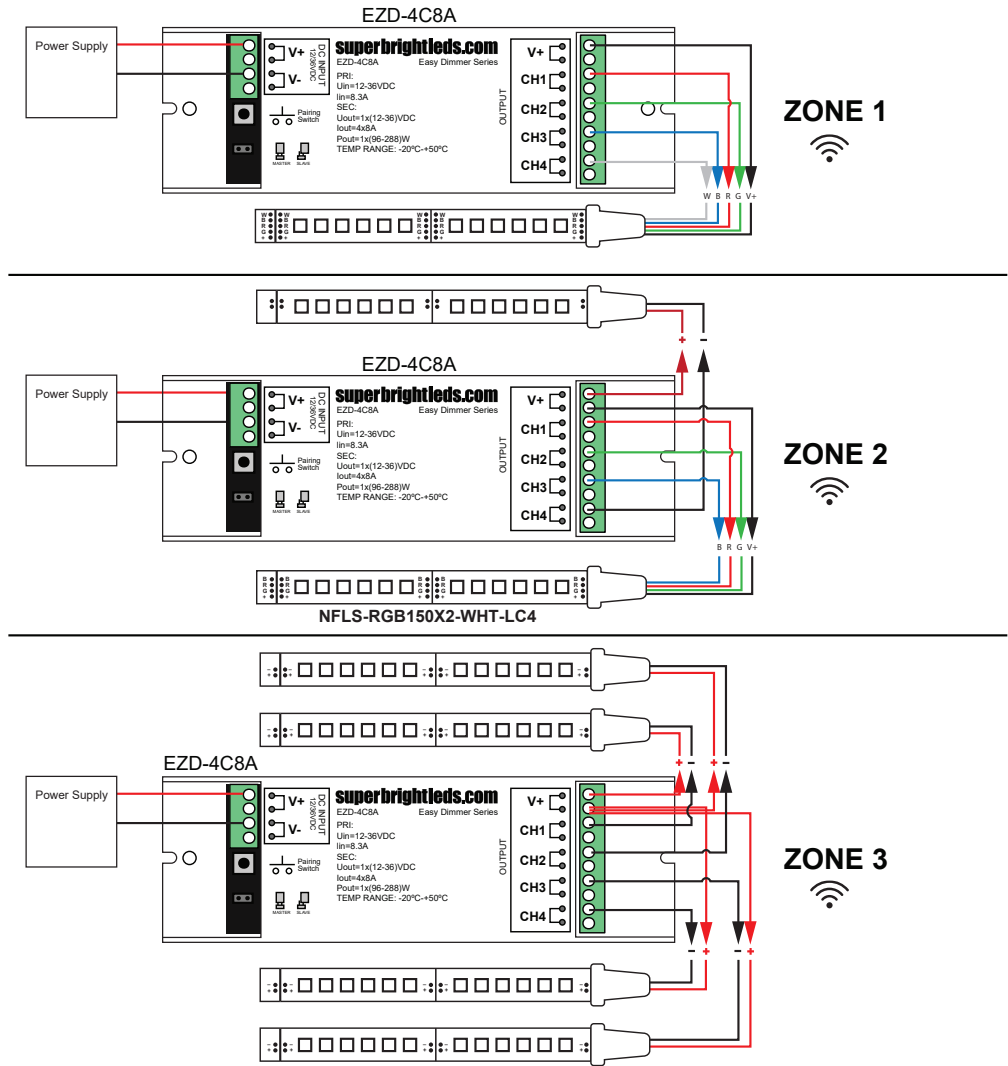 EZD-4C8A
Power Supply
V+
V-
DC INPUT
12/36VDC
Pairing
Switch
MASTER SLAVE
superbrightleds.com
EZD-4C8A Easy Dimmer Series
PRI:
Uin=12-36VDC
Iin=8.3A
SEC:
Uout=1x(12-36)VDC
Iout=4x8A
Pout=1x(96-288)W
TEMP RANGE: -20ºC-+50ºC
OUTPUT
V+
CH1
CH2
CH3
CH4
ZONE 1
W B R G V+
W W W W
B B B B
R R R R
G G G G
+ + + +
+ -
EZD-4C8A
Power Supply
V+
V-
DC INPUT
12/36VDC
Pairing
Switch
MASTER SLAVE
superbrightleds.com
EZD-4C8A Easy Dimmer Series
PRI:
Uin=12-36VDC
Iin=8.3A
SEC:
Uout=1x(12-36)VDC
Iout=4x8A
Pout=1x(96-288)W
TEMP RANGE: -20ºC-+50ºC
OUTPUT
V+
CH1
CH2
CH3
CH4
ZONE 2
B R G V+
B B B B
R R R R
G G G G
+ + + +
NFLS-RGB150X2-WHT-LC4
- - - - -
+ + + + +
- - - - -
+ + + + +
+ - + -
EZD-4C8A
Power Supply
V+
V-
DC INPUT
12/36VDC
Pairing
Switch
MASTER SLAVE
superbrightleds.com
EZD-4C8A Easy Dimmer Series
PRI:
Uin=12-36VDC
Iin=8.3A
SEC:
Uout=1x(12-36)VDC
Iout=4x8A
Pout=1x(96-288)W
TEMP RANGE: -20ºC-+50ºC
OUTPUT
V+
CH1
CH2
CH3
CH4
ZONE 3
- + - +
- - - - -
+ + + + +
- - - - -
+ + + + +